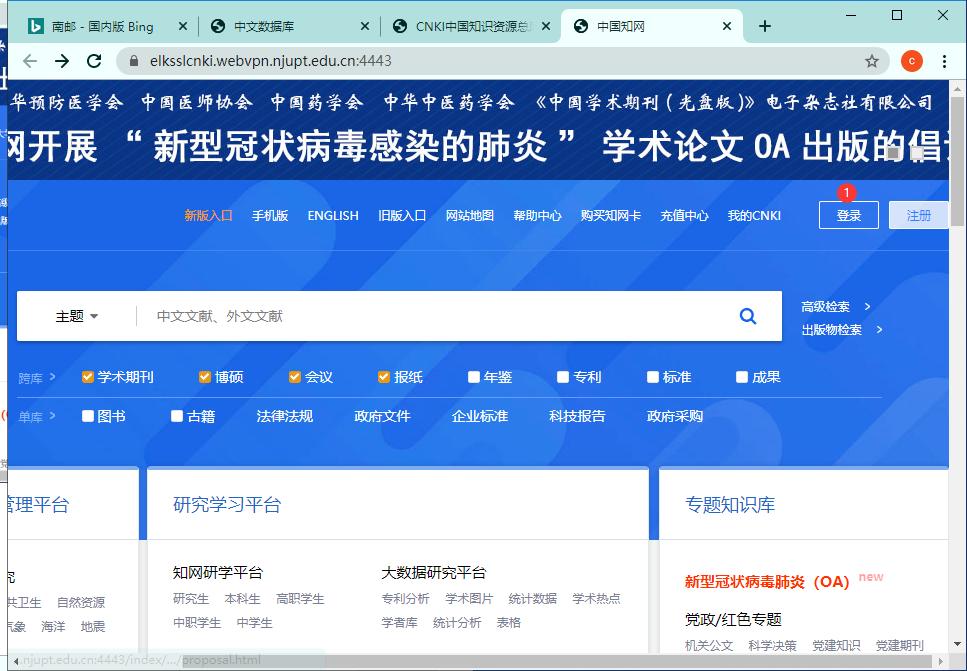 南邮 - 国内版 Bing
中文数据库
CNKI中国知识资源总
中国知网
elksslcnki.webvpn.njupt.edu.cn:4443
c
华预防医学会 中国医师协会 中国药学会 中华中医药学会 《中国学术期刊（光盘版）》电子杂志社有限公司
网开展 “新型冠状病毒感染的肺炎” 学术论文 OA 出版的倡
1
新版入口 手机版 ENGLISH 旧版入口 网站地图 帮助中心 购买知网卡 充值中心 我的CNKI 登录 注册
主题 中文文献、外文文献
高级检索 >
出版物检索 >
跨库 > 学术期刊 博硕 会议 报纸 年鉴 专利 标准 成果
单库 > 图书 古籍 法律法规 政府文件 企业标准 科技报告 政府采购
管理平台 研究学习平台 专题知识库
究
共卫生 自然资源
气象 海洋 地震
知网研学平台
研究生 本科生 高职学生
中职学生 中学生
大数据研究平台
专利分析 学术图片 统计数据 学术热点
学者库 统计分析 表格
新型冠状病毒肺炎（OA） new
党政/红色专题
机关公文 科学决策 党建知识 党建期刊
.njupt.edu.cn:4443/index/.../proposal.html